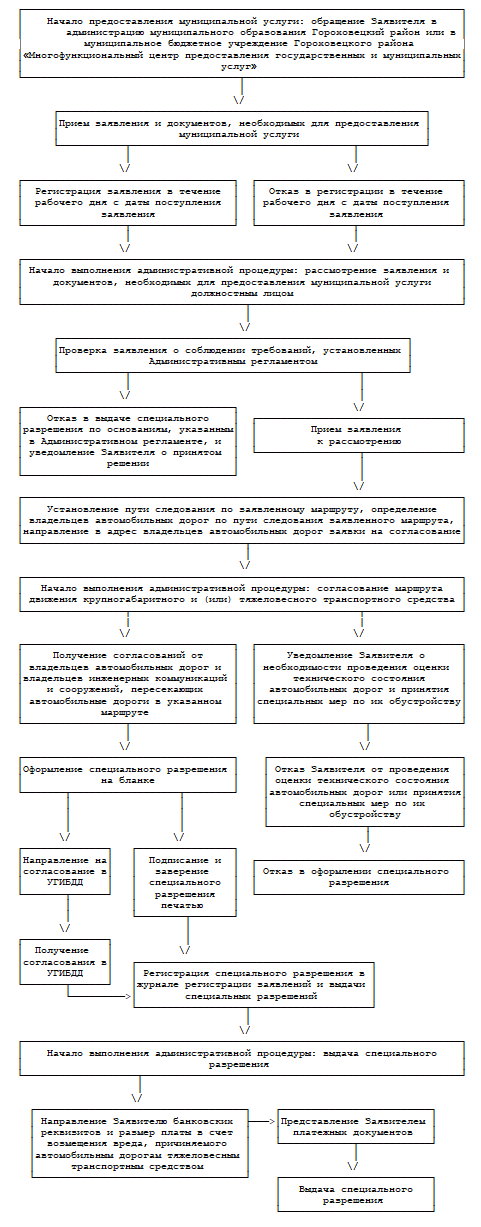 Начало предоставления муниципальной услуги: обращение Заявителя в
администрацию муниципального образования Гороховецкий район или в
муниципальное бюджетное учреждение Гороховецкого района
«Многофункциональный центр предоставления государственных и муниципальных
услуг»
Прием заявления и документов, необходимых для предоставления
муниципальной услуги
Регистрация заявления в течение
рабочего дня с даты поступления
заявления
Отказ в регистрации в течение
рабочего дня с даты поступления
заявления
Начало выполнения административной процедуры: рассмотрение заявления и
документов, необходимых для предоставления муниципальной услуги
должностным лицом
Проверка заявления о соблюдении требований, установленных
Административным регламентом
Отказ в выдаче специального
разрешения по основаниям, указанным
в Административном регламенте, и
уведомление Заявителя о принятом
решении
Прием заявления
к рассмотрению
Установление пути следования по заявленному маршруту, определение
владельцев автомобильных дорог по пути следования заявленного маршрута,
направление в адрес владельцев автомобильных дорог заявки на согласование
Начало выполнения административной процедуры: согласование маршрута
движения крупногабаритного и (или) тяжеловесного транспортного средства
Получение согласований от
владельцев автомобильных дорог и
владельцев инженерных коммуникаций
и сооружений, пересекающих
автомобильные дороги в указанном
маршруте
Уведомление Заявителя о
необходимости проведения оценки
технического состояния
автомобильных дорог и принятия
специальных мер по их обустройству
Оформление специального разрешения
на бланке
Отказ Заявителя от проведения
оценки технического состояния
автомобильных дорог или принятия
специальных мер по их
обустройству
Направление на
согласование в
УГИБДД
Подписание и
заверение
специального
разрешения
печатью
Отказ в оформлении специального
разрешения
Получение
согласования в
УГИБДД
Регистрация специального разрешения в
журнале регистрации заявлений и выдачи
специальных разрешений
Начало выполнения административной процедуры: выдача специального
разрешения
Направление Заявителю банковских
реквизитов и размер платы в счет
возмещения вреда, причиняемого
автомобильным дорогам тяжеловесным
транспортным средством
Представление Заявителем
платежных документов
Выдача специального
разрешения